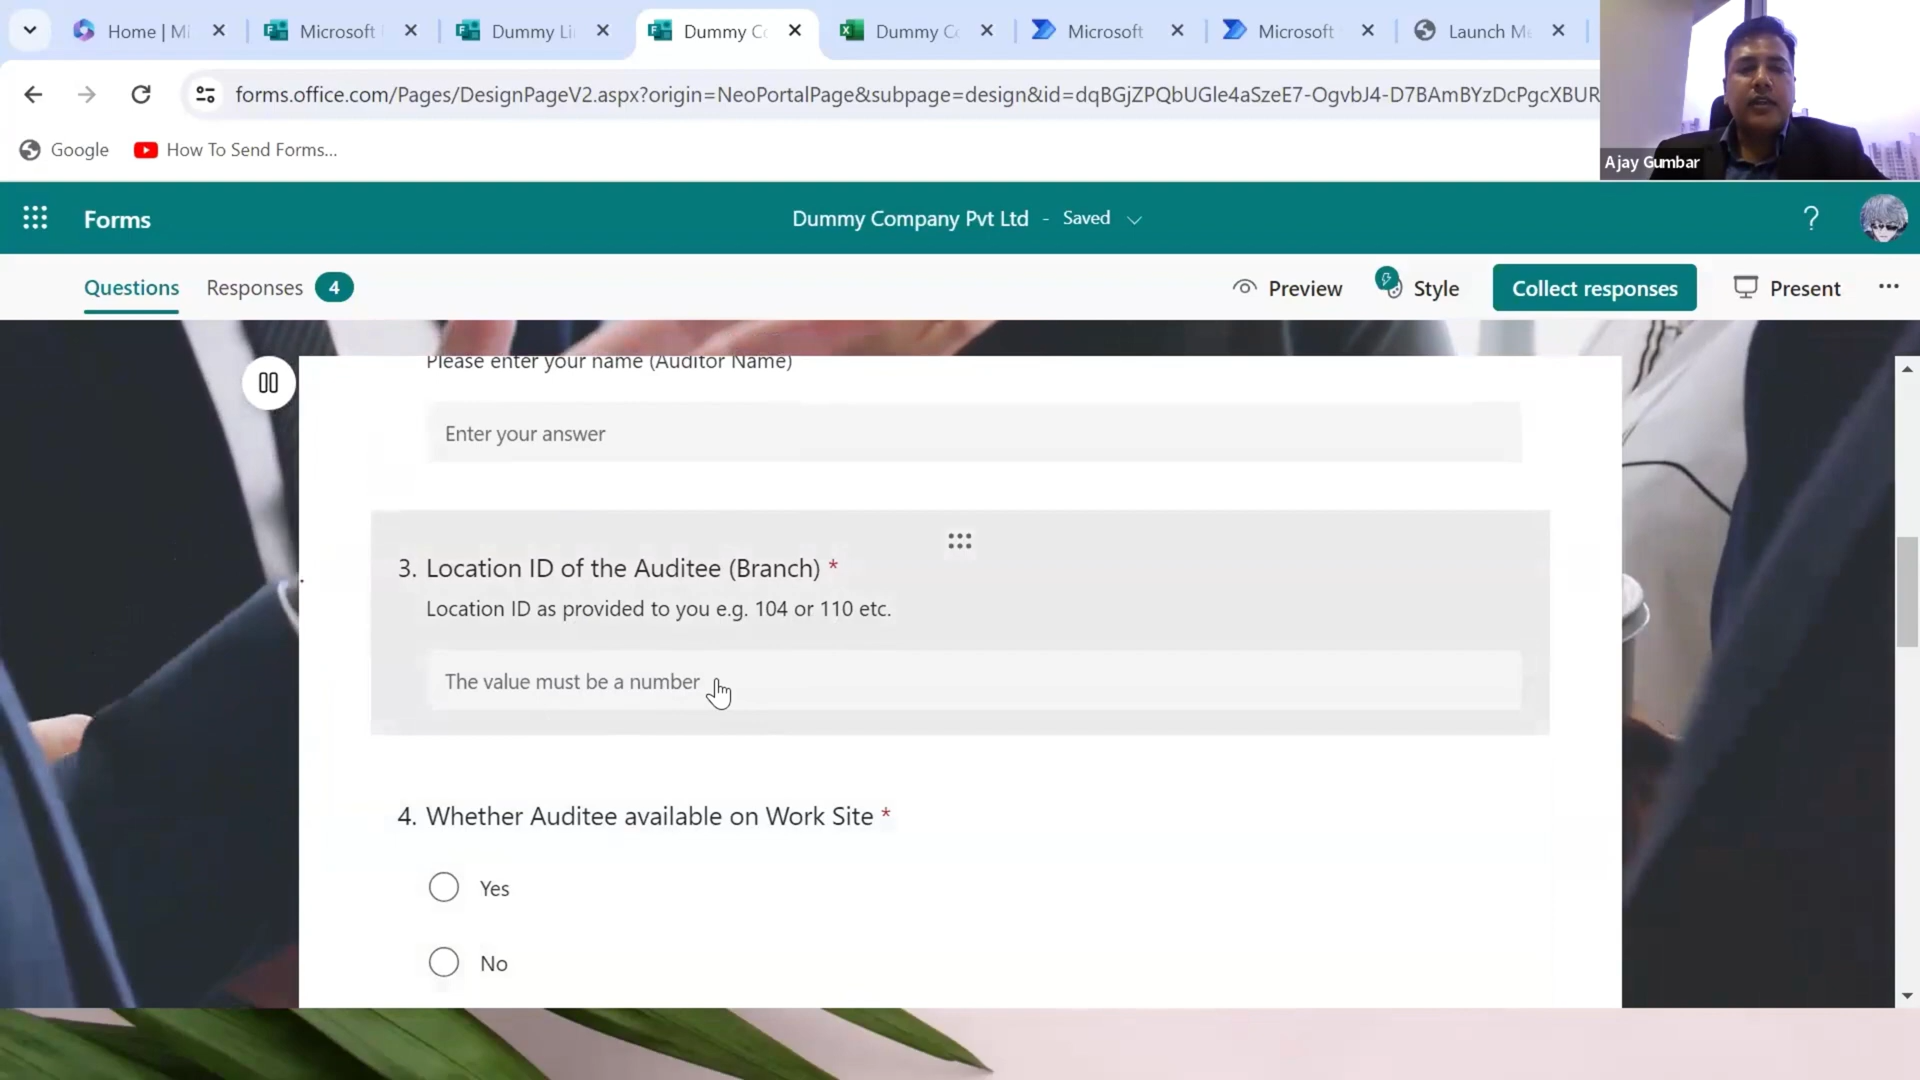 Home | Mi
Microsoft
Dummy Li
Dummy Co
Dummy Co
Microsoft
Microsoft
Launch Me
forms.office.com/Pages/DesignPageV2.aspx?origin=NeoPortalPage&subpage=design&id=dqBGjZPQbUGle4aSzeE7-OgvbJ4-D7BAmBYzDcPgcXBUR
Google
How To Send Forms...
Ajay Gumbar
Forms
Dummy Company Pvt Ltd - Saved
?
Questions
Responses 4
Preview
Style
Collect responses
Present
Please enter your name (Auditor Name)
Enter your answer
3. Location ID of the Auditee (Branch) *
Location ID as provided to you e.g. 104 or 110 etc.
The value must be a number
4. Whether Auditee available on Work Site *
Yes
No